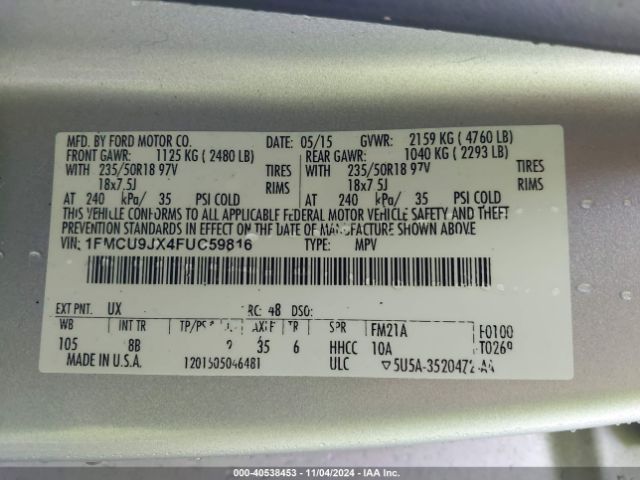 MFD. BY FORD MOTOR CO. DATE: 05/15 GVWR: 2159 KG ( 4760 LB)
FRONT GAWR: 1125 KG ( 2480 LB) REAR GAWR: 1040 KG ( 2293 LB)
WITH 235/50R18 97V TIRES WITH 235/50R18 97V TIRES
18x7.5J RIMS 18x7.5J RIMS
AT 240 kPa/ 35 PSI COLD AT 240 kPa/ 35 PSI COLD
THIS VEHICLE CONFORMS TO ALL APPLICABLE FEDERAL MOTOR VEHICLE SAFETY AND THEFT
PREVENTION STANDARDS IN EFFECT ON THE DATE OF MANUFACTURE SHOWN ABOVE.
VIN: 1FMCU9JX4FUC59816 TYPE: MPV
EXT PNT: UX RC: 48 DSO:
WB INT TR TP/PS AXLE TR SPR FM21A F0100
105 8B 35 6 HHCC 10A T0269
MADE IN U.S.A. 1201505046481 ULC ▽5U5A-3520472-AA
000-40538453 - 11/04/2024 - IAA Inc.